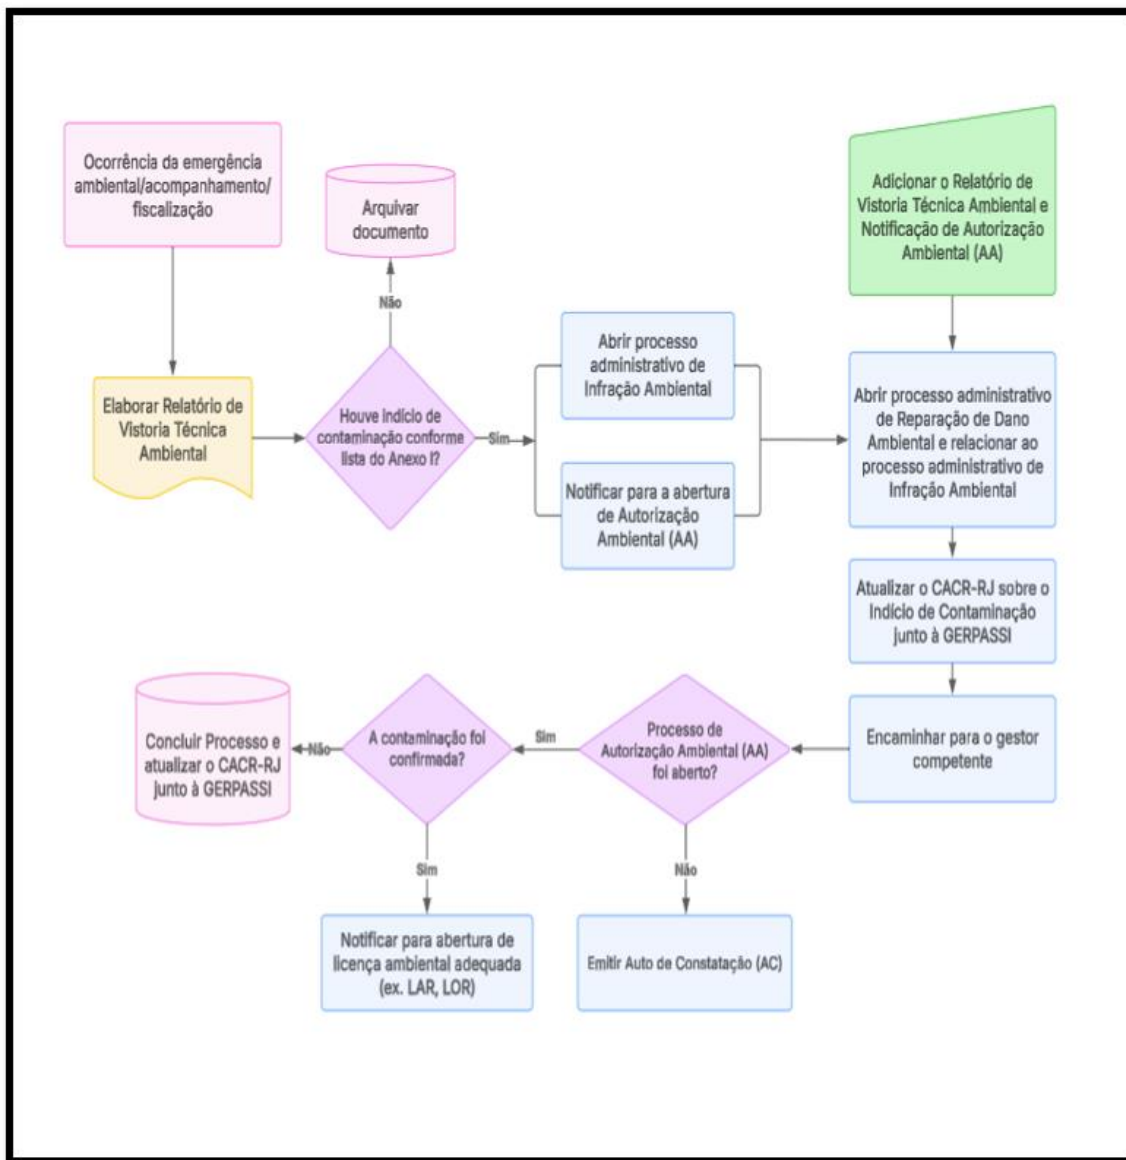 Ocorrência da emergência
ambiental/acompanhamento/
fiscalização
Arquivar
documento
Adicionar o Relatório de
Vistoria Técnica Ambiental e
Notificação de Autorização
Ambiental (AA)
Não
Elaborar Relatório de
Vistoria Técnica
Ambiental
Houve Indício de
contaminação conforme
lista do Anexo I?
Sim
Abrir processo
administrativo de
Infração Ambiental
Notificar para a abertura
de Autorização
Ambiental (AA)
Abrir processo administrativo
de Reparação de Dano
Ambiental e relacionar ao
processo administrativo de
Infração Ambiental
Atualizar o CACR-RJ sobre o
Indício de Contaminação
junto à GERPASSI
Encaminhar para o gestor
competente
Processo de
Autorização Ambiental (AA)
foi aberto?
Sim
A contaminação foi
confirmada?
Não
Concluir Processo e
atualizar o CACR-RJ
junto à GERPASSI
Sim
Não
Notificar para abertura de
licença ambiental adequada
(ex. LAR, LOR)
Emitir Auto de Constatação (AC)